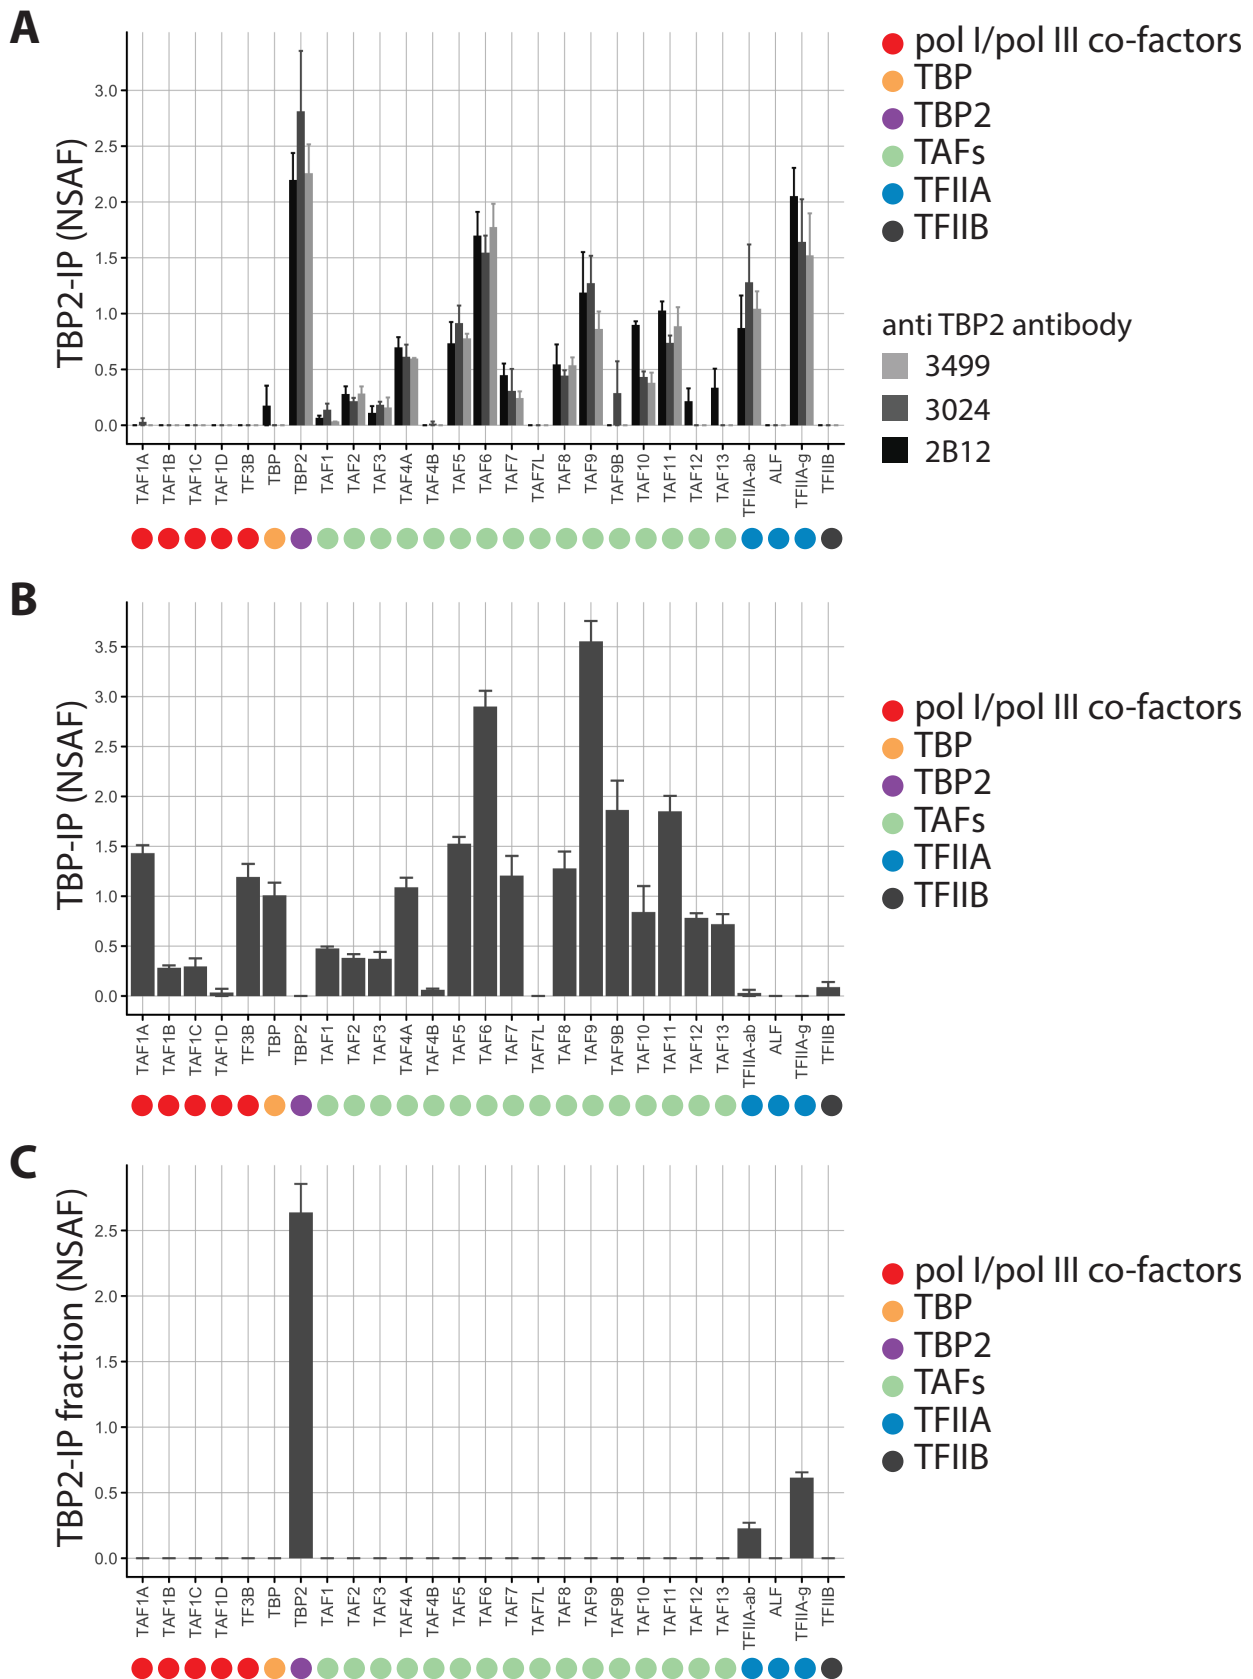 A
TBP2-IP (NSAF)
3.0
2.5
2.0
1.5
1.0
0.5
0.0
TAF1A
TAF1B
TAF1C
TAF1D
TF3B
TBP
TBP2
TAF1
TAF2
TAF3
TAF4A
TAF4B
TAF5
TAF6
TAF7
TAF7L
TAF8
TAF9
TAF9B
TAF10
TAF11
TAF12
TAF13
TFIIA-ab
ALF
TFIIA-g
TFIIB
pol I/pol III co-factors
TBP
TBP2
TAFs
TFIIA
TFIIB
anti TBP2 antibody
3499
3024
2B12
B
TBP-IP (NSAF)
3.5
3.0
2.5
2.0
1.5
1.0
0.5
0.0
TAF1A
TAF1B
TAF1C
TAF1D
TF3B
TBP
TBP2
TAF1
TAF2
TAF3
TAF4A
TAF4B
TAF5
TAF6
TAF7
TAF7L
TAF8
TAF9
TAF9B
TAF10
TAF11
TAF12
TAF13
TFIIA-ab
ALF
TFIIA-g
TFIIB
pol I/pol III co-factors
TBP
TBP2
TAFs
TFIIA
TFIIB
C
TBP2-IP fraction (NSAF)
2.5
2.0
1.5
1.0
0.5
0.0
TAF1A
TAF1B
TAF1C
TAF1D
TF3B
TBP
TBP2
TAF1
TAF2
TAF3
TAF4A
TAF4B
TAF5
TAF6
TAF7
TAF7L
TAF8
TAF9
TAF9B
TAF10
TAF11
TAF12
TAF13
TFIIA-ab
ALF
TFIIA-g
TFIIB
pol I/pol III co-factors
TBP
TBP2
TAFs
TFIIA
TFIIB